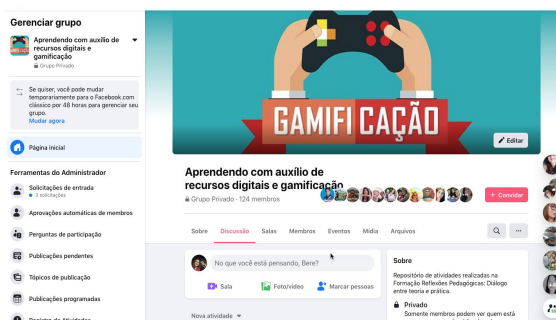 Gerenciar grupo
Aprendendo com auxílio de
recursos digitais e
gamificação
Grupo Privado
Se quiser, você pode mudar
temporariamente para o Facebook.com
clássico por 48 horas para gerenciar seu
grupo.
Mudar agora
Página inicial
Ferramentas do Administrador
Solicitações de entrada
3 solicitações
Aprovações automáticas de membros
Perguntas de participação
Publicações pendentes
Tópicos de publicação
Publicações programadas
Registro de Atividades
GAMIFICAÇÃO
Editar
Aprendendo com auxílio de
recursos digitais e gamificação
Grupo Privado · 124 membros
+ Convidar
Sobre Discussão Salas Membros Eventos Mídia Arquivos
No que você está pensando, Bere?
Sala Foto/vídeo Marcar pessoas
Nova atividade
Sobre
Repositório de atividades realizadas na
Formação Reflexões Pedagógicas: Diálogo
entre teoria e prática.
Privado
Somente membros podem ver quem está